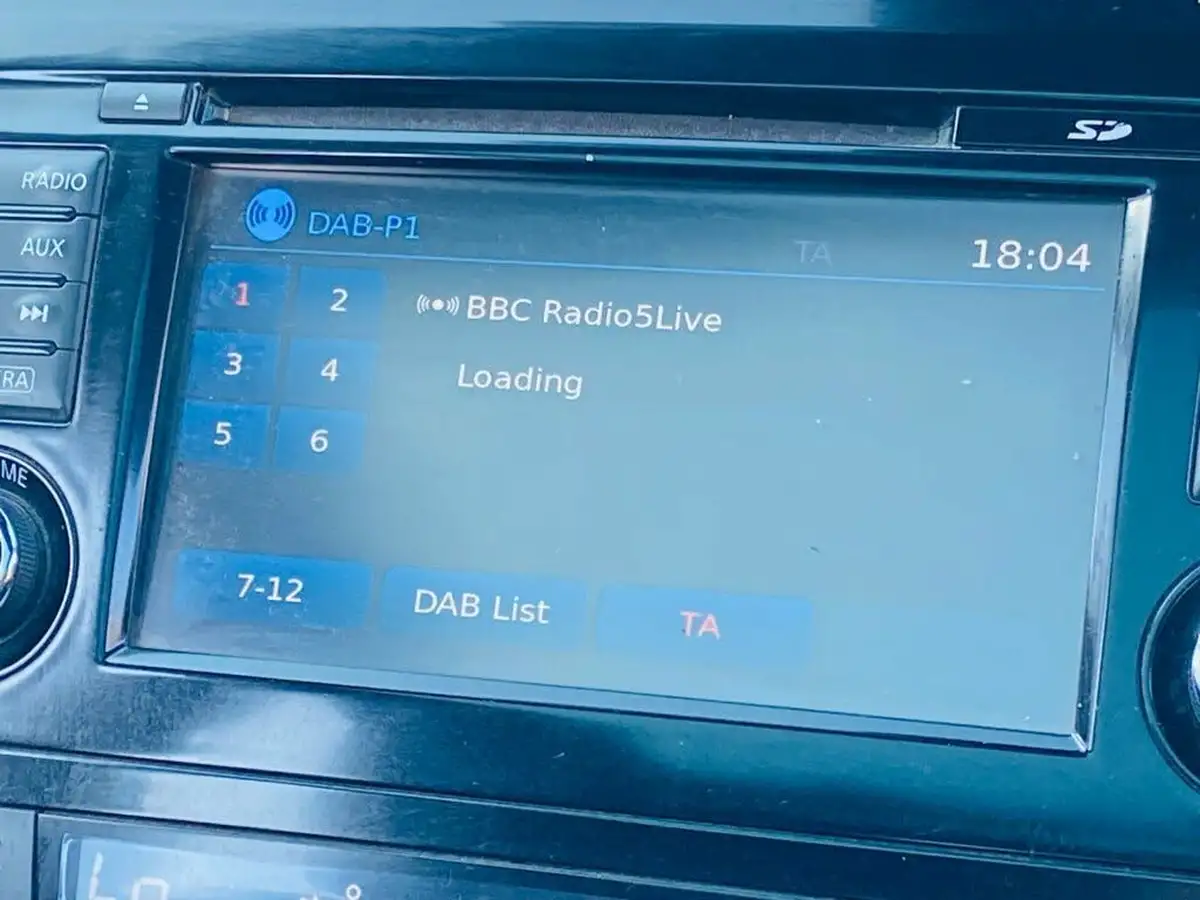 SD
RADIO
DAB-P1
TA
18:04
AUX
1
2
BBC Radio5Live
3
4
Loading
5
6
7-12
DAB List
TA